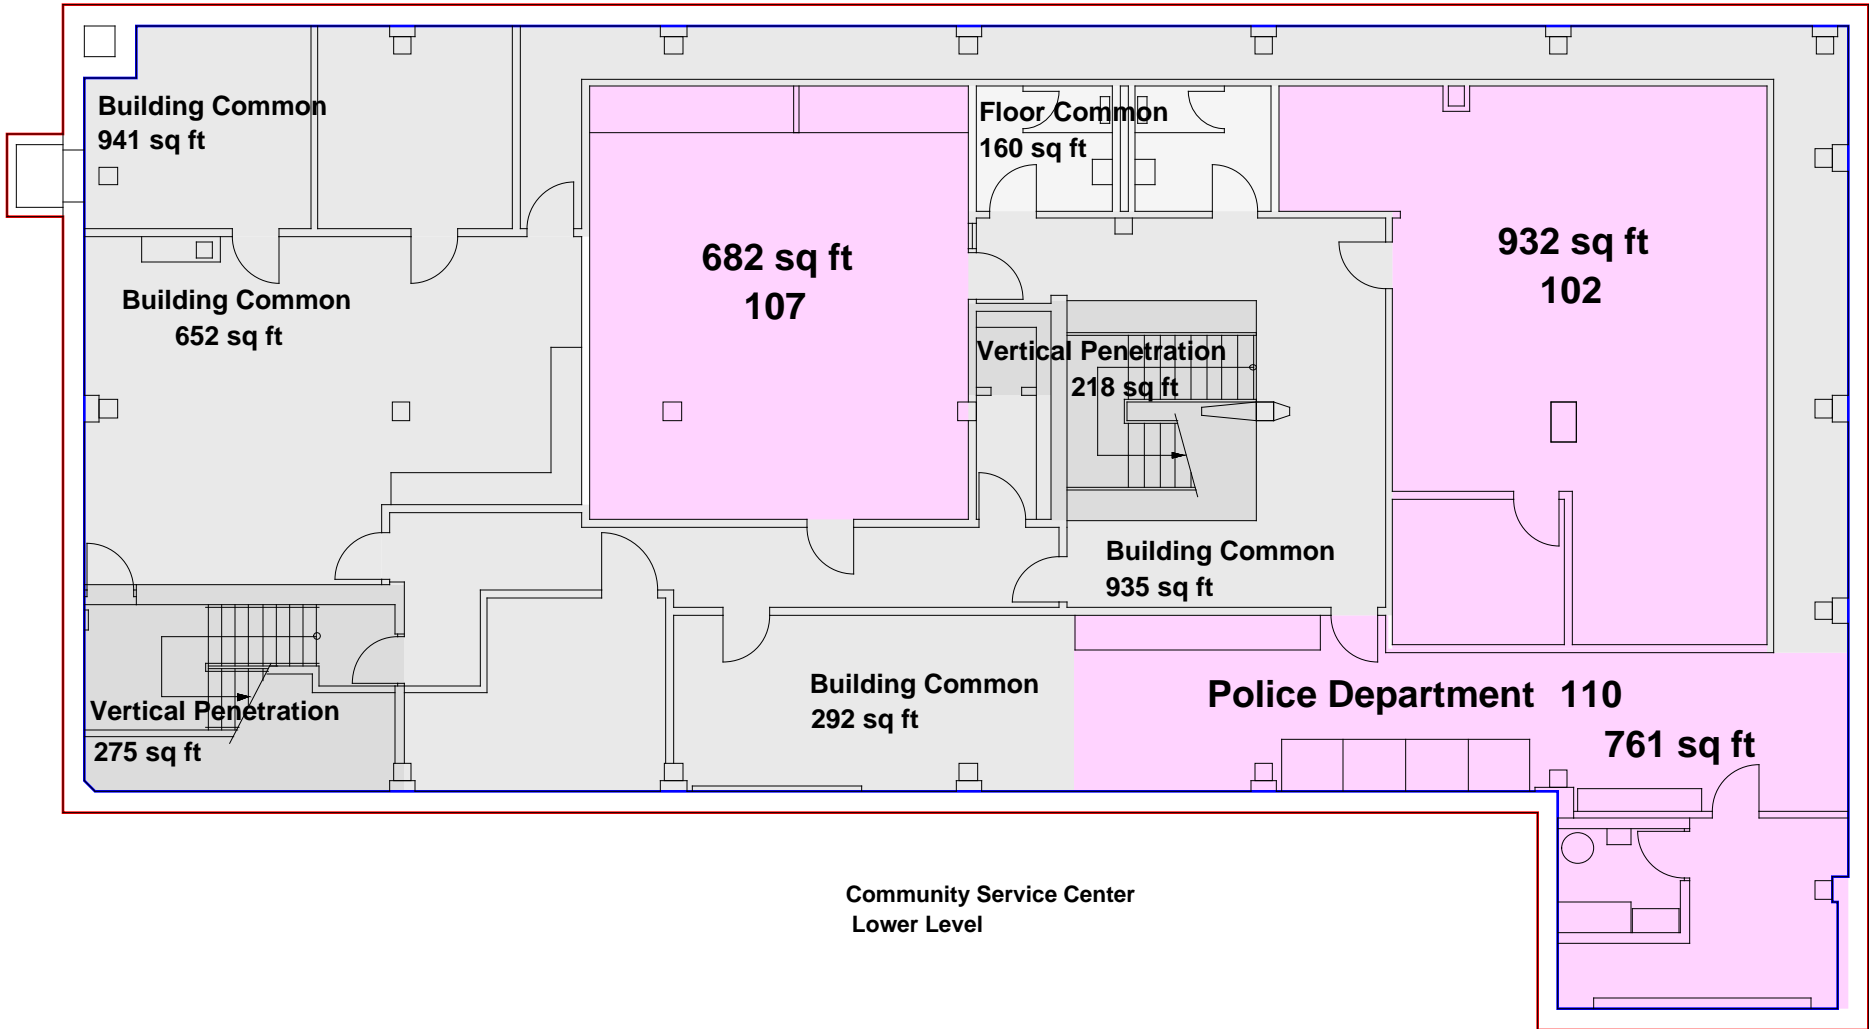 Building Common
941 sq ft
Floor Common
160 sq ft
682 sq ft
107
932 sq ft
102
Building Common
652 sq ft
Vertical Penetration
218 sq ft
Building Common
935 sq ft
Building Common
292 sq ft
Police Department 110
761 sq ft
Vertical Penetration
275 sq ft
Community Service Center
Lower Level